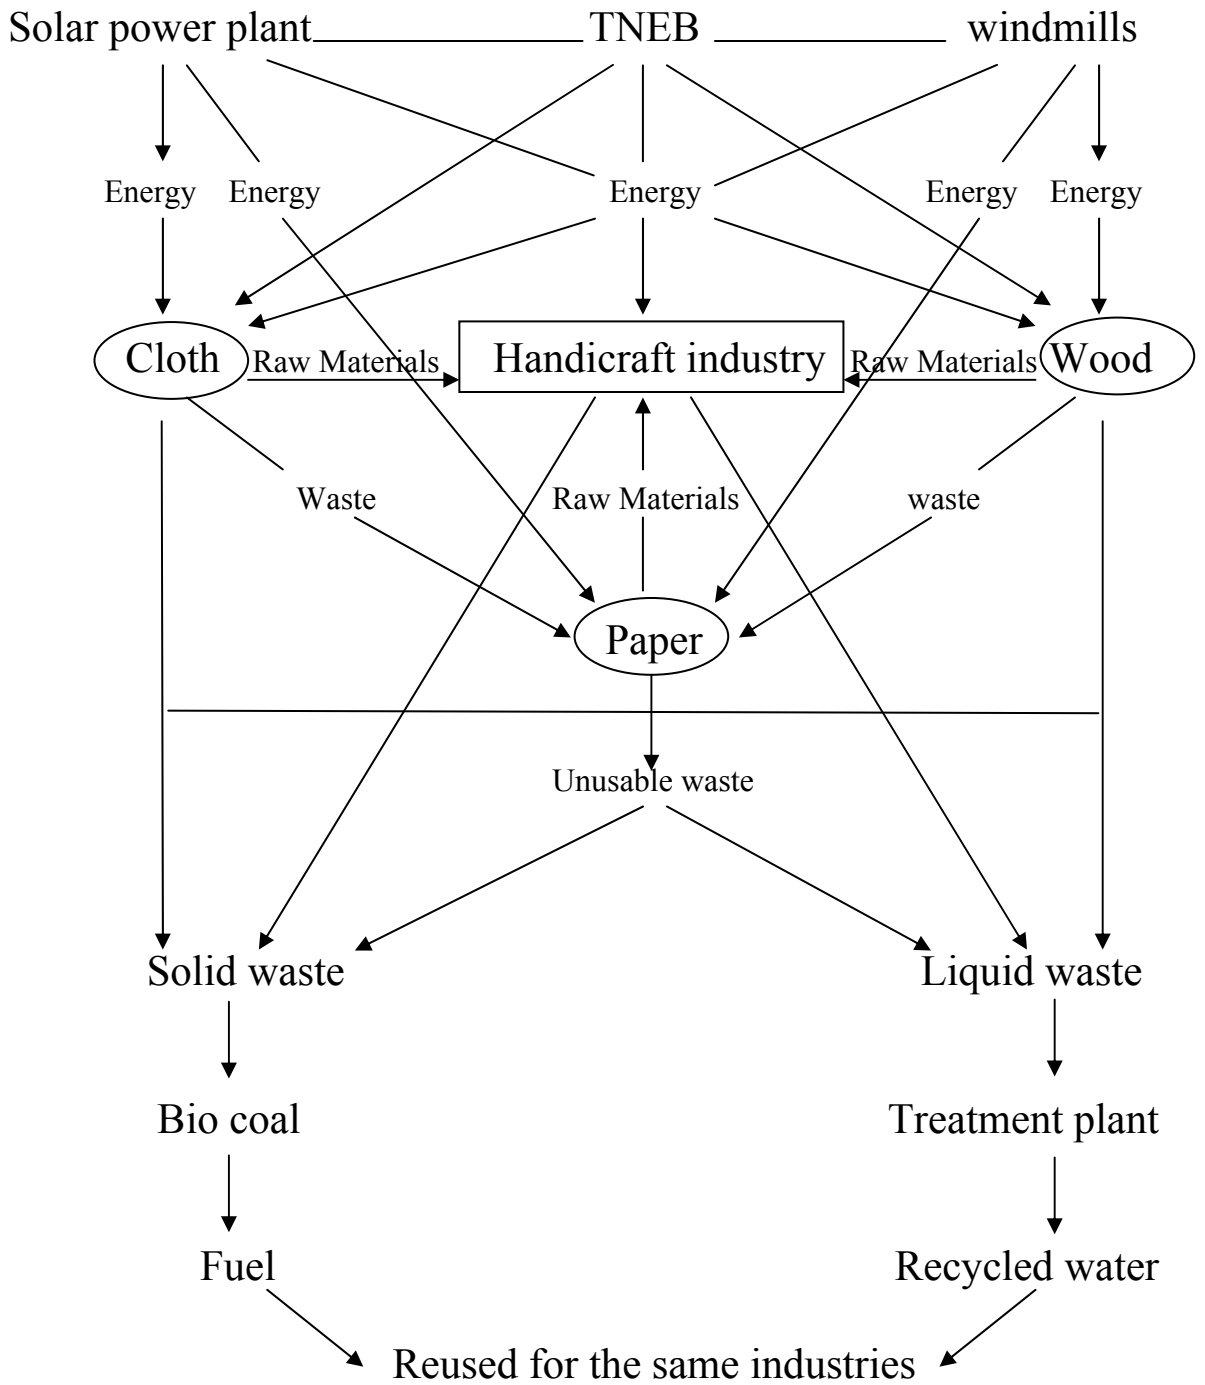 Solar power plant TNEB windmills
Energy Energy Energy Energy Energy
Cloth Raw Materials Handicraft industry Raw Materials Wood
Waste Raw Materials waste
Paper
Unusable waste
Solid waste Liquid waste
Bio coal Treatment plant
Fuel Recycled water
Reused for the same industries